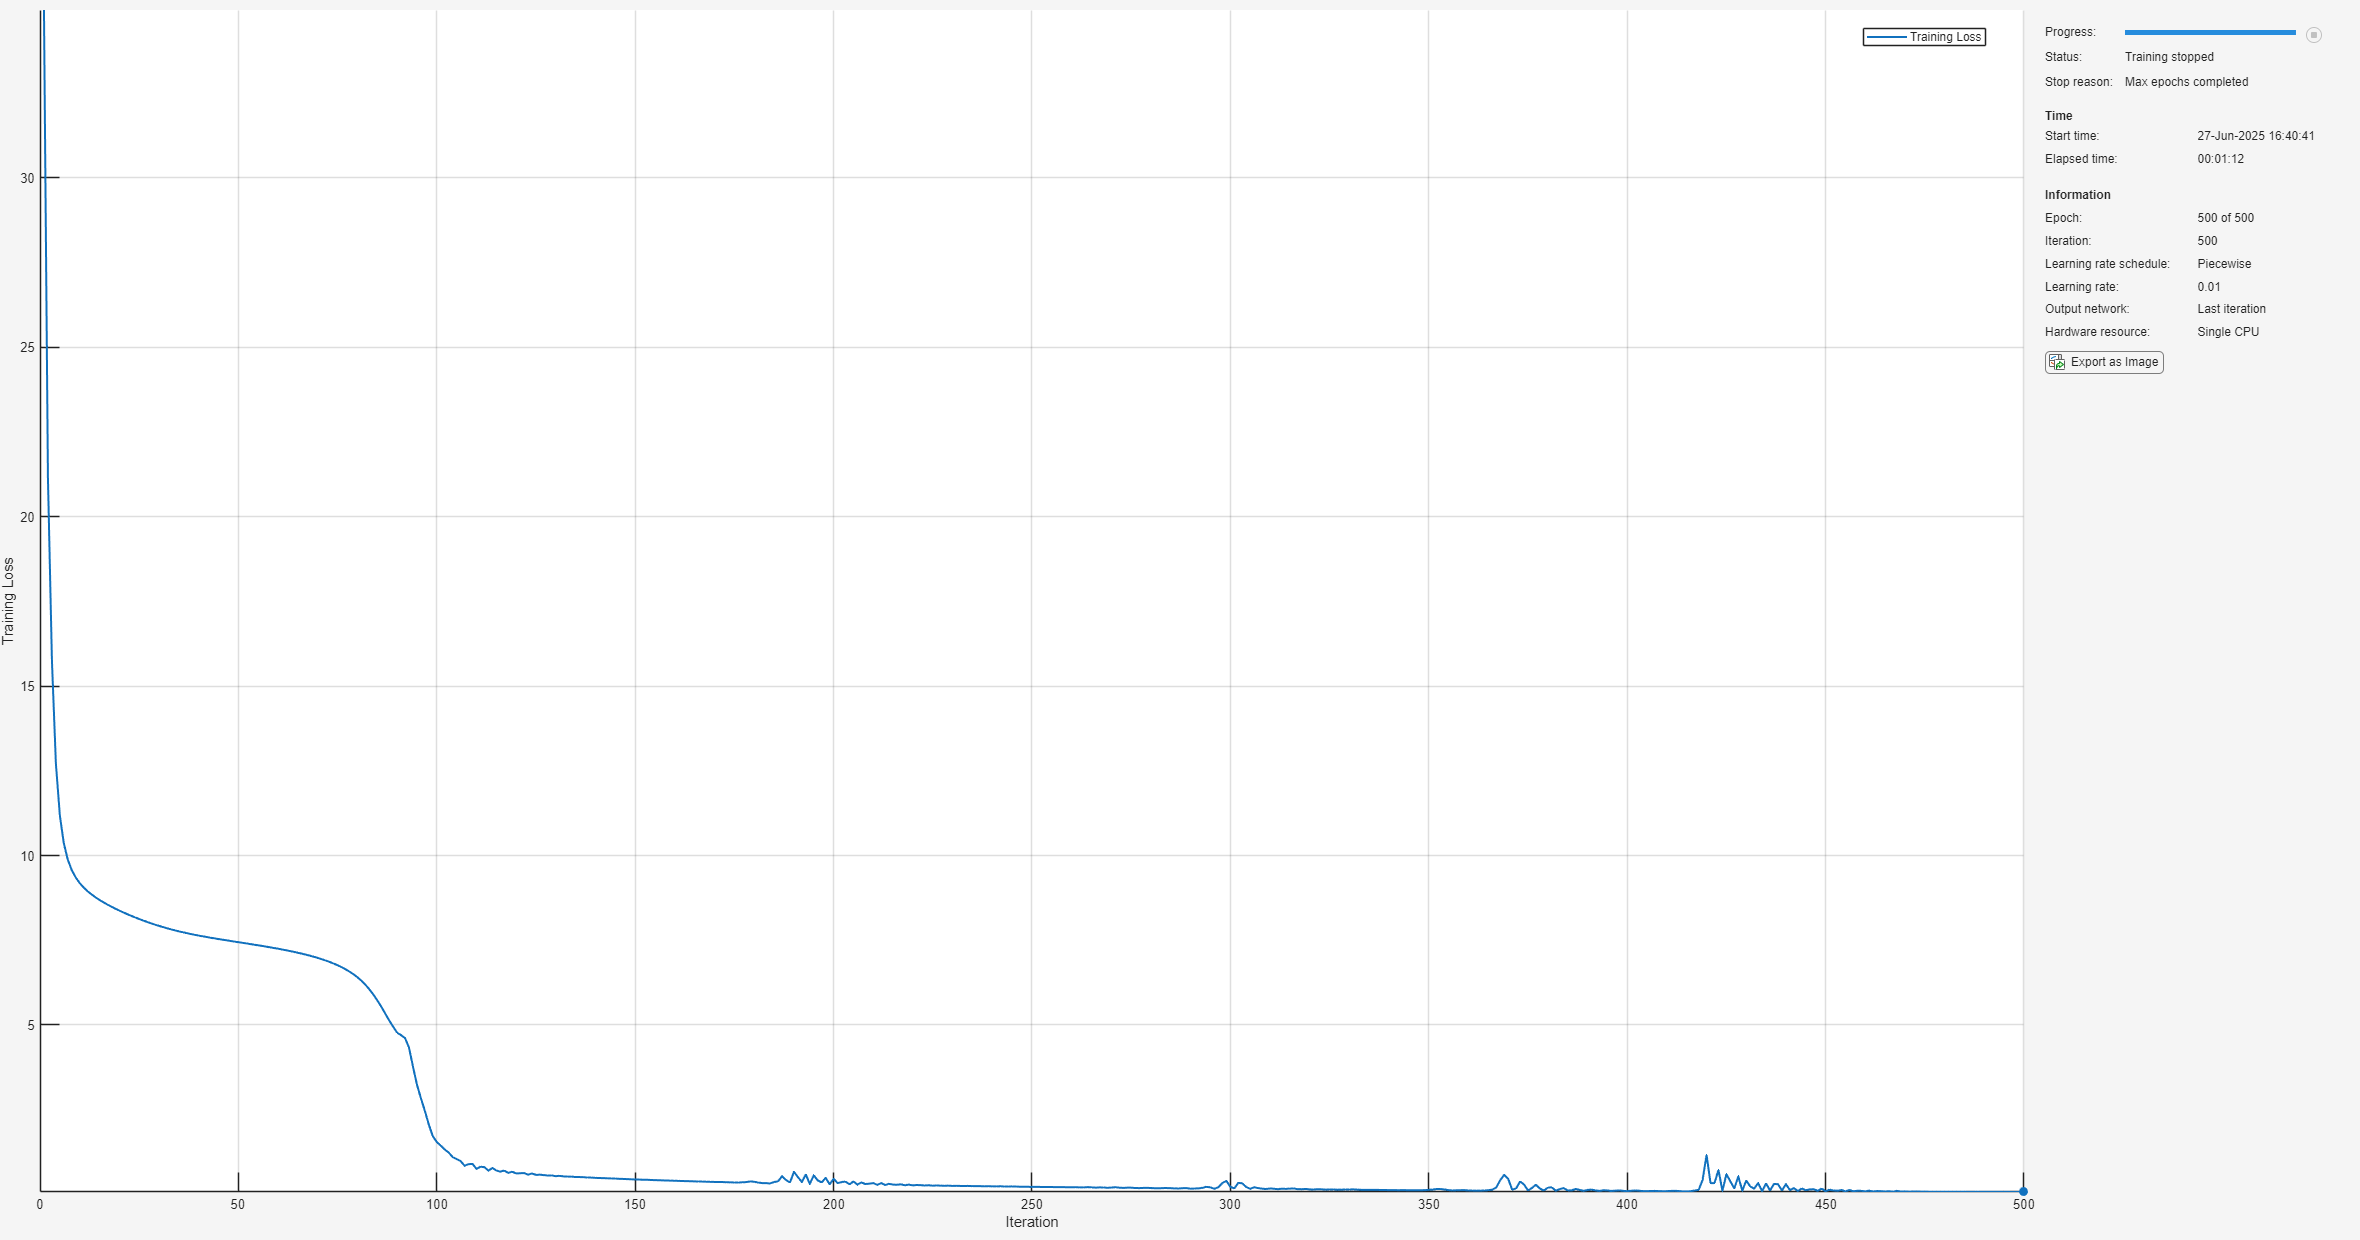 Training Loss
Progress:
Status: Training stopped
Stop reason: Max epochs completed
Time
Start time: 27-Jun-2025 16:40:41
Elapsed time: 00:01:12
Information
Epoch: 500 of 500
Iteration: 500
Learning rate schedule: Piecewise
Learning rate: 0.01
Output network: Last iteration
Hardware resource: Single CPU
Export as Image
30
25
20
15
10
5
Training Loss
0 50 100 150 200 250 300 350 400 450 500
Iteration